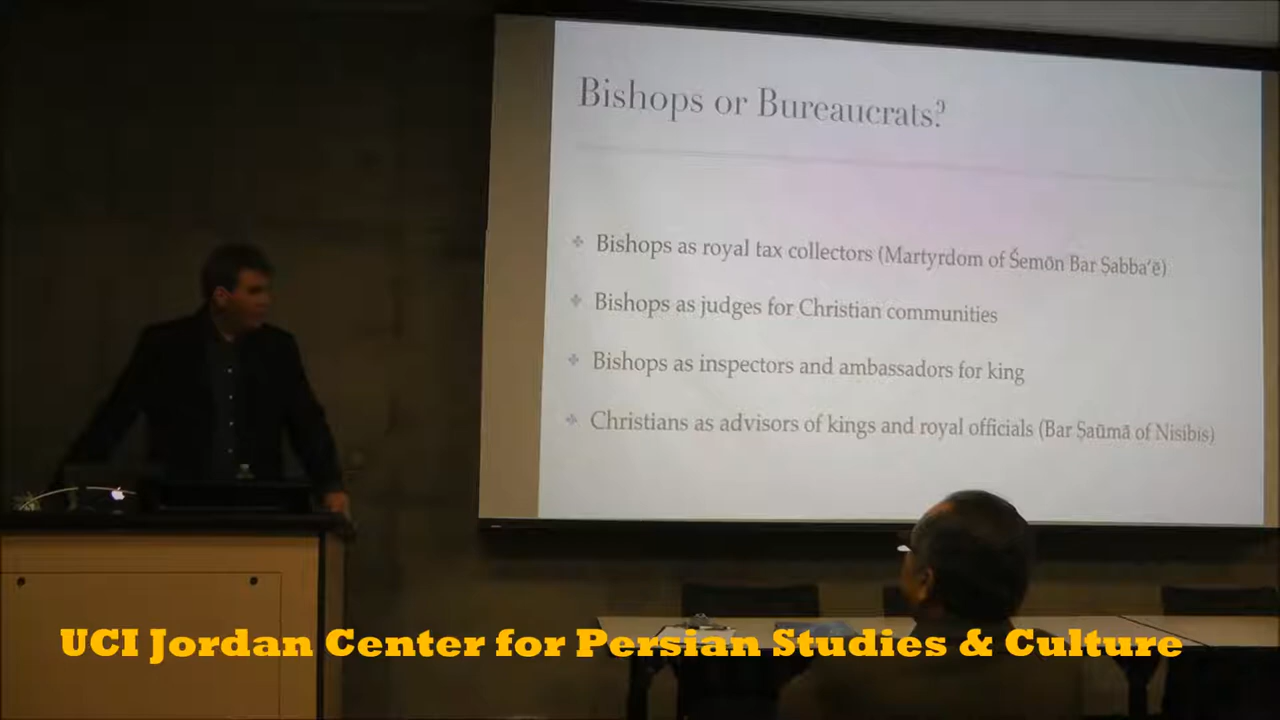 Bishops or Bureaucrats?
Bishops as royal tax collectors (Martyrdom of Šemōn Bar Ṣabba‘ē)
Bishops as judges for Christian communities
Bishops as inspectors and ambassadors for king
Christians as advisors of kings and royal officials (Bar Ṣaūmā of Nisibis)
UCI Jordan Center for Persian Studies & Culture